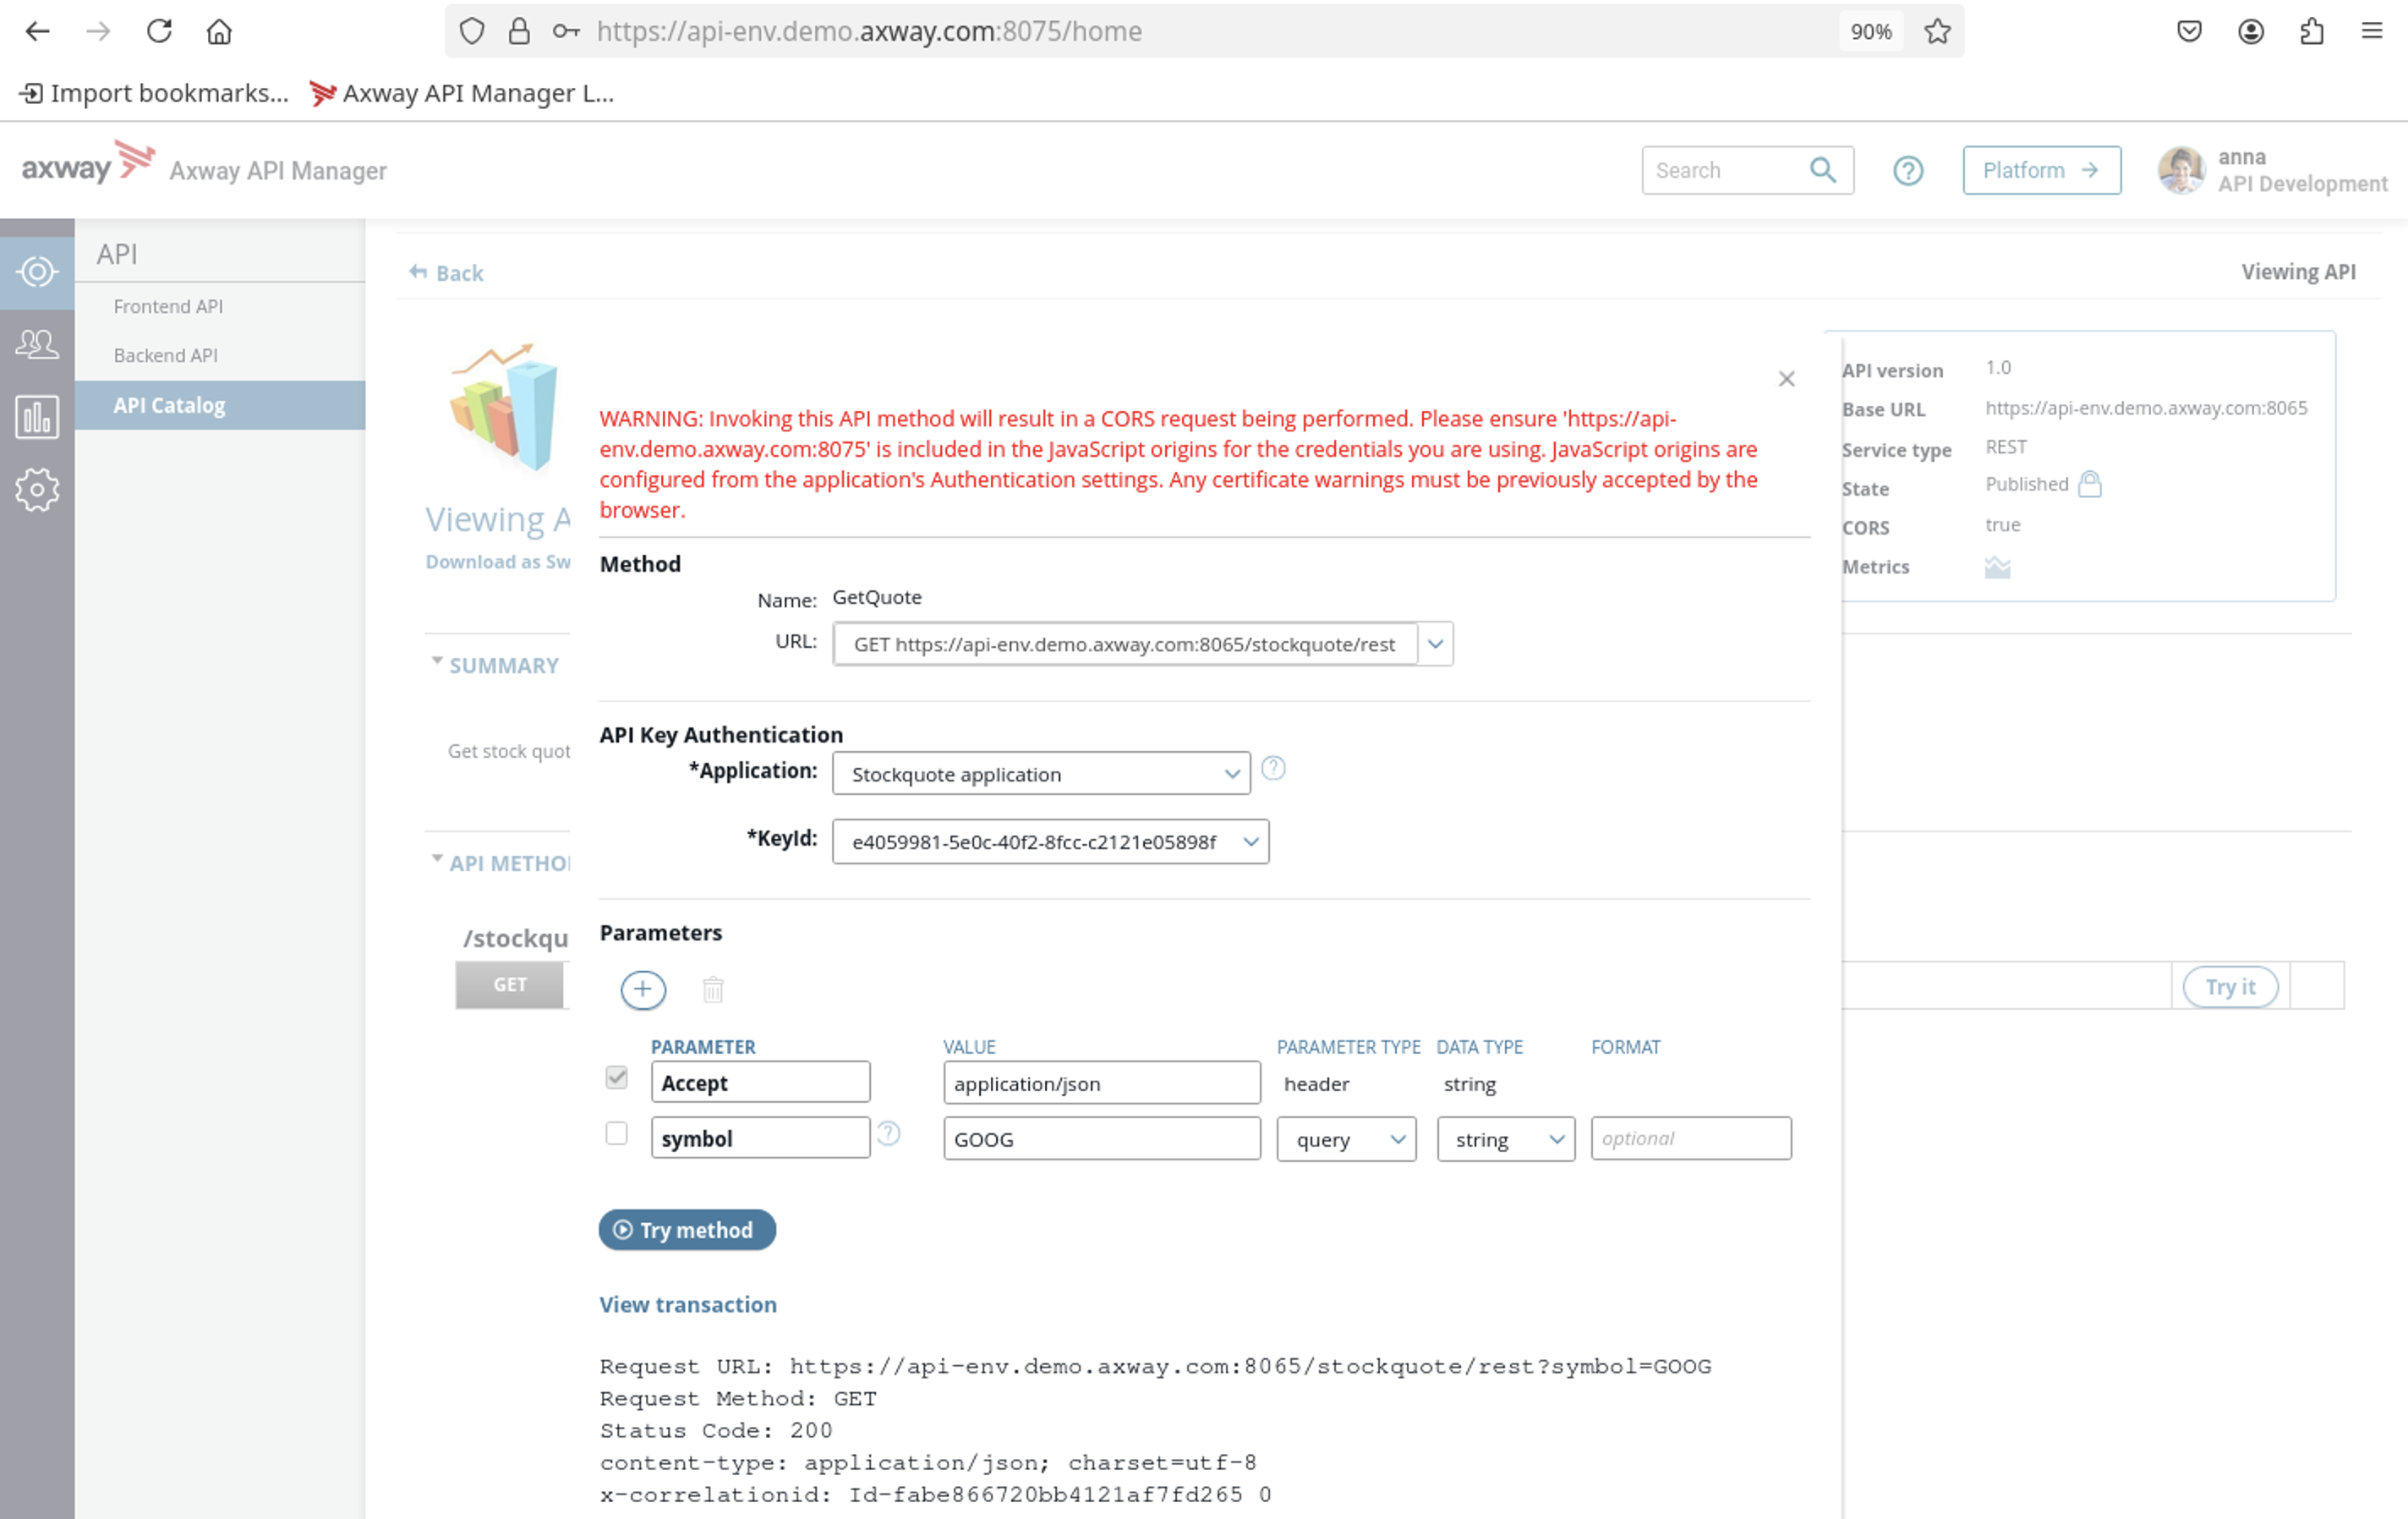 https://api-env.demo.axway.com:8075/home
90%
Import bookmarks...
Axway API Manager L...
axway
Axway API Manager
Search
Platform
anna
API Development
API
Frontend API
Backend API
API Catalog
Back
Viewing API
WARNING: Invoking this API method will result in a CORS request being performed. Please ensure 'https://api-
env.demo.axway.com:8075' is included in the JavaScript origins for the credentials you are using. JavaScript origins are
configured from the application's Authentication settings. Any certificate warnings must be previously accepted by the
browser.
API version 1.0
Base URL https://api-env.demo.axway.com:8065
Service type REST
State Published
CORS true
Metrics
Viewing A
Download as Sw
SUMMARY
Get stock quot
API METHO
/stockqu
GET
Try it
Method
Name: GetQuote
URL: GET https://api-env.demo.axway.com:8065/stockquote/rest
API Key Authentication
*Application: Stockquote application ?
*KeyId: e4059981-5e0c-40f2-8fcc-c2121e05898f
Parameters
PARAMETER VALUE PARAMETER TYPE DATA TYPE FORMAT
Accept application/json header string
symbol ? GOOG query string optional
Try method
View transaction
Request URL: https://api-env.demo.axway.com:8065/stockquote/rest?symbol=GOOG
Request Method: GET
Status Code: 200
content-type: application/json; charset=utf-8
x-correlationid: Id-fabe866720bb4121af7fd265 0